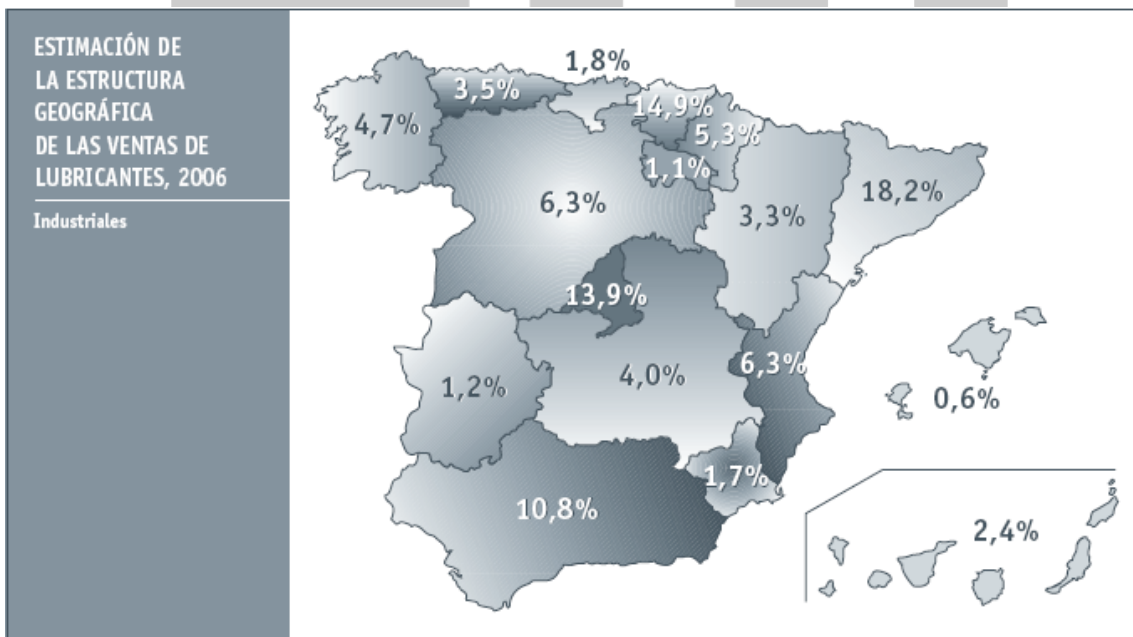 ESTIMACIÓN DE
LA ESTRUCTURA
GEOGRÁFICA
DE LAS VENTAS DE
LUBRICANTES, 2006
Industriales
1,8%
3,5%
14,9%
4,7%
5,3%
1,1%
18,2%
6,3%
3,3%
13,9%
6,3%
4,0%
1,2%
0,6%
1,7%
10,8%
2,4%